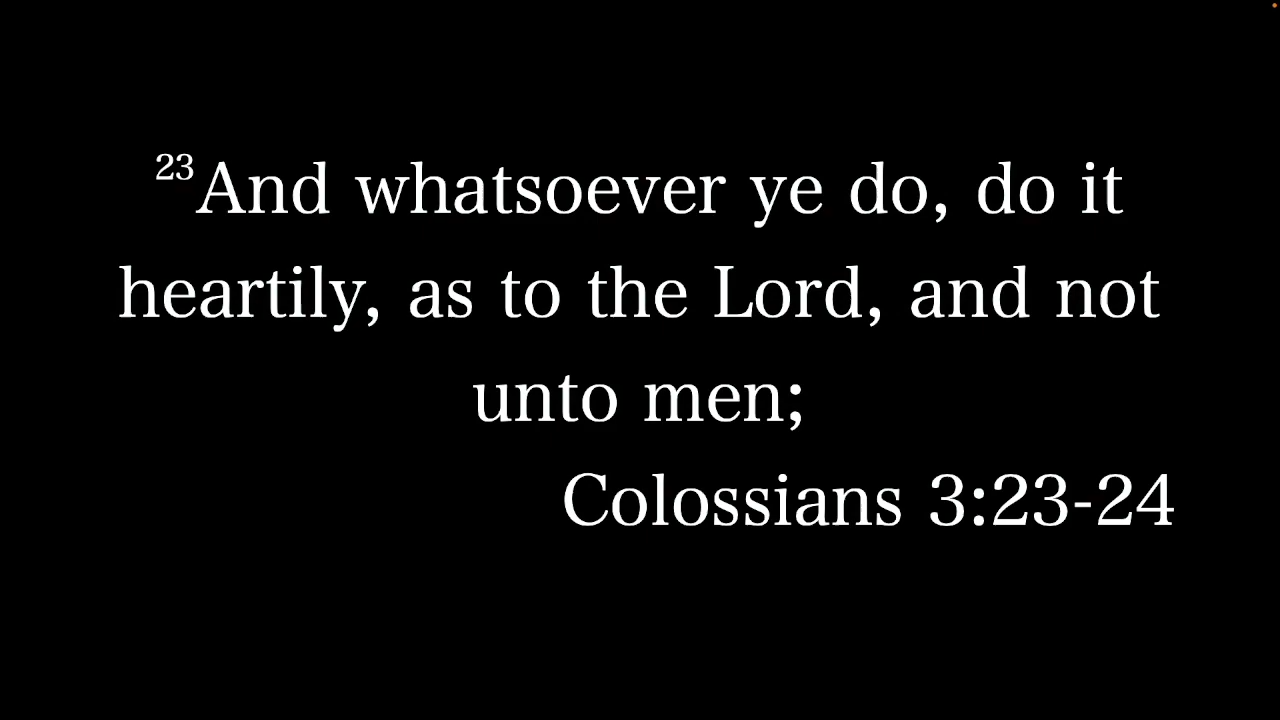 23And whatsoever ye do, do it
heartily, as to the Lord, and not
unto men;
Colossians 3:23-24